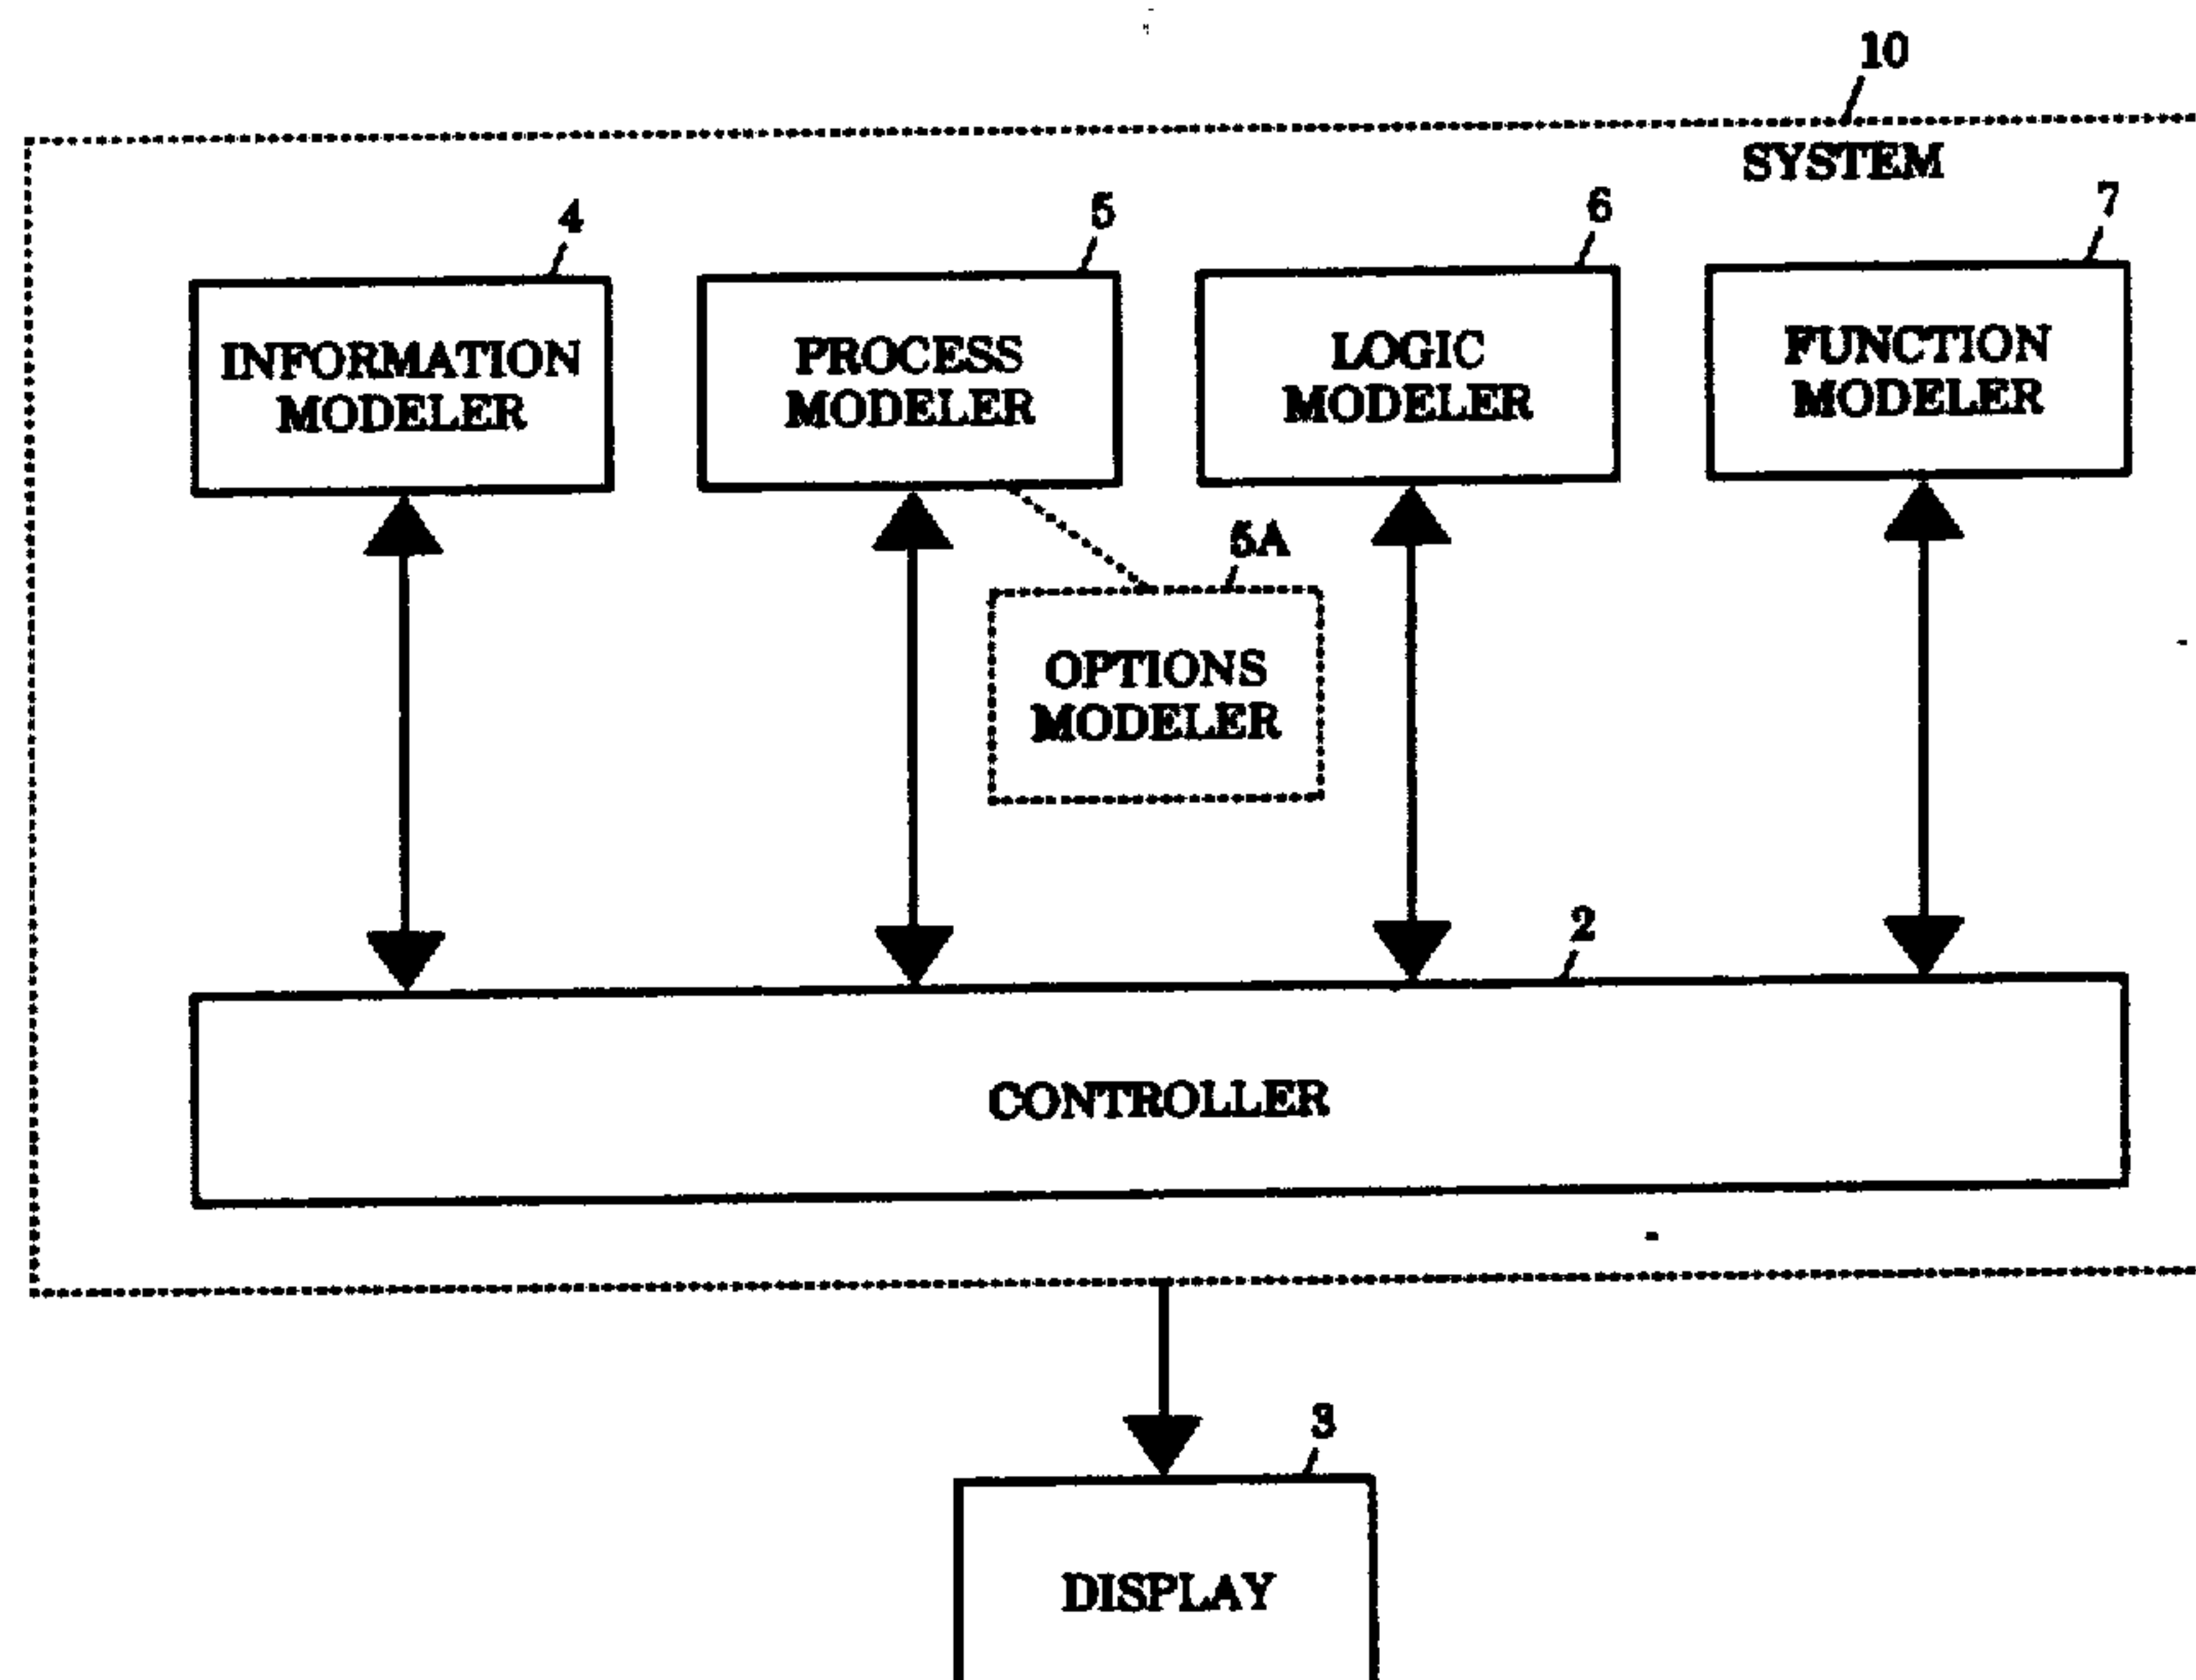 10
SYSTEM
4
5
6
7
INFORMATION
MODELER
PROCESS
MODELER
LOGIC
MODELER
FUNCTION
MODELER
5A
OPTIONS
MODELER
2
CONTROLLER
3
DISPLAY